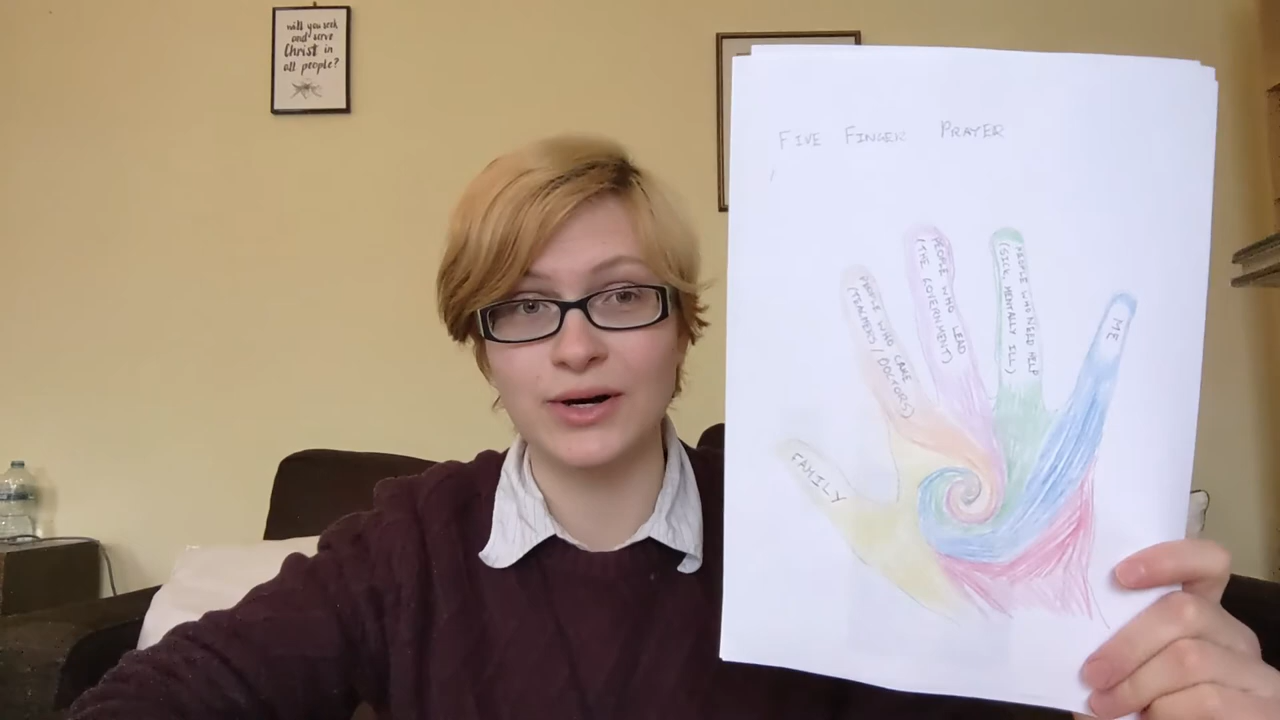 will you seek
and serve
Christ in
all people?
FIVE FINGER PRAYER
FAMILY
PEOPLE WHO CARE
(TEACHERS / DOCTORS)
PEOPLE WHO LEAD
(THE GOVERNMENT)
PEOPLE WHO NEED HELP
(SICK, MENTALLY ILL)
ME